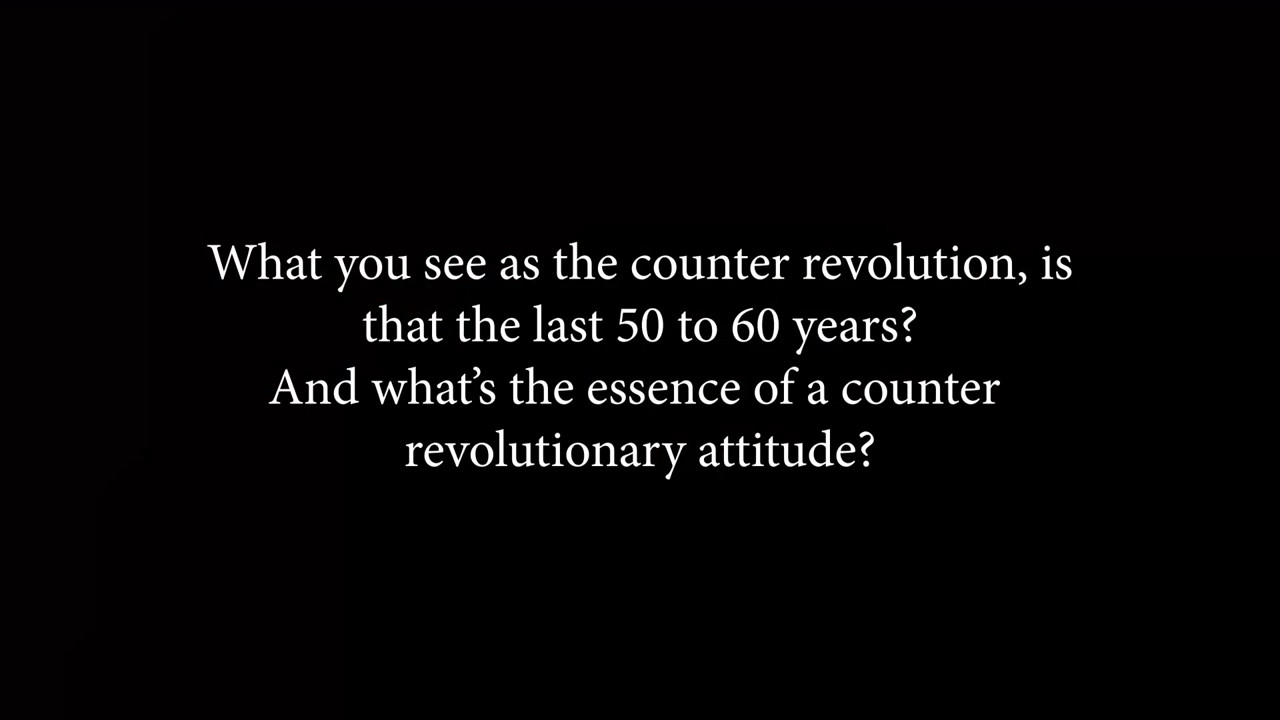 What you see as the counter revolution, is
that the last 50 to 60 years?
And what’s the essence of a counter
revolutionary attitude?